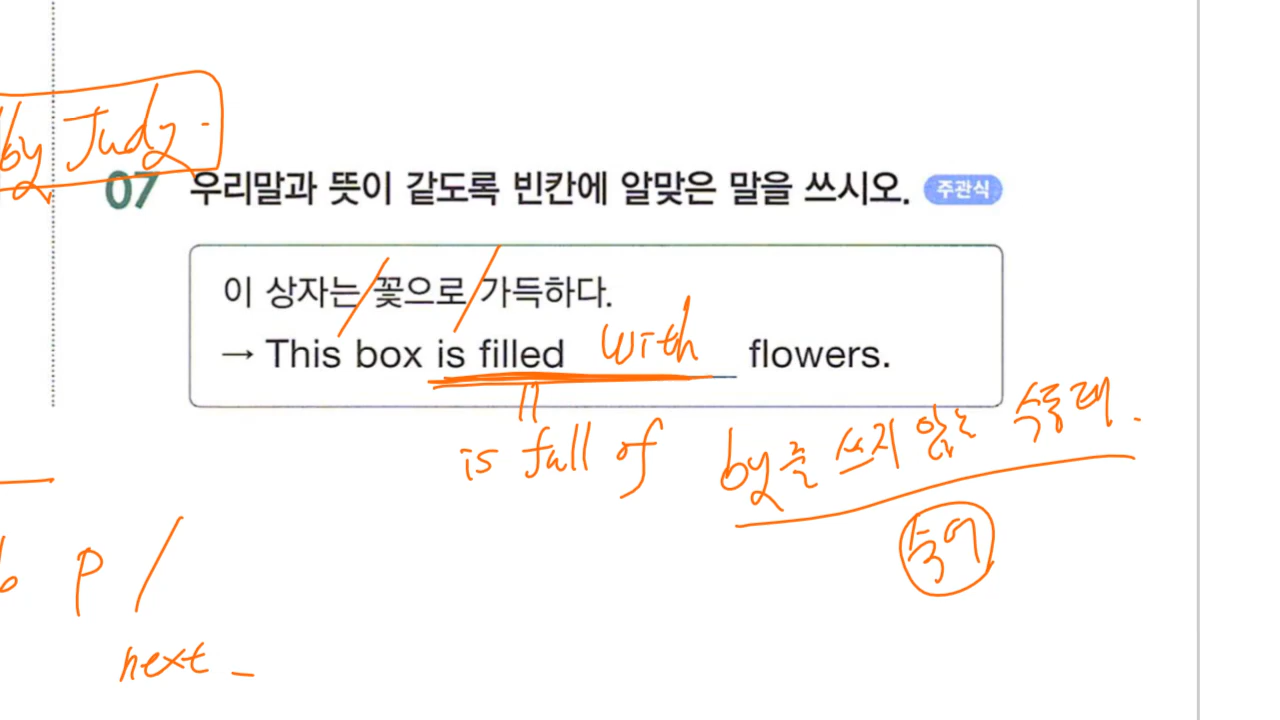 by Judy.
07 우리말과 뜻이 같도록 빈칸에 알맞은 말을 쓰시오. 주관식
이 상자는 / 꽃으로 / 가득하다.
→ This box is filled with flowers.
is full of by를 쓰지 않는 수동태.
숙어
p /
next